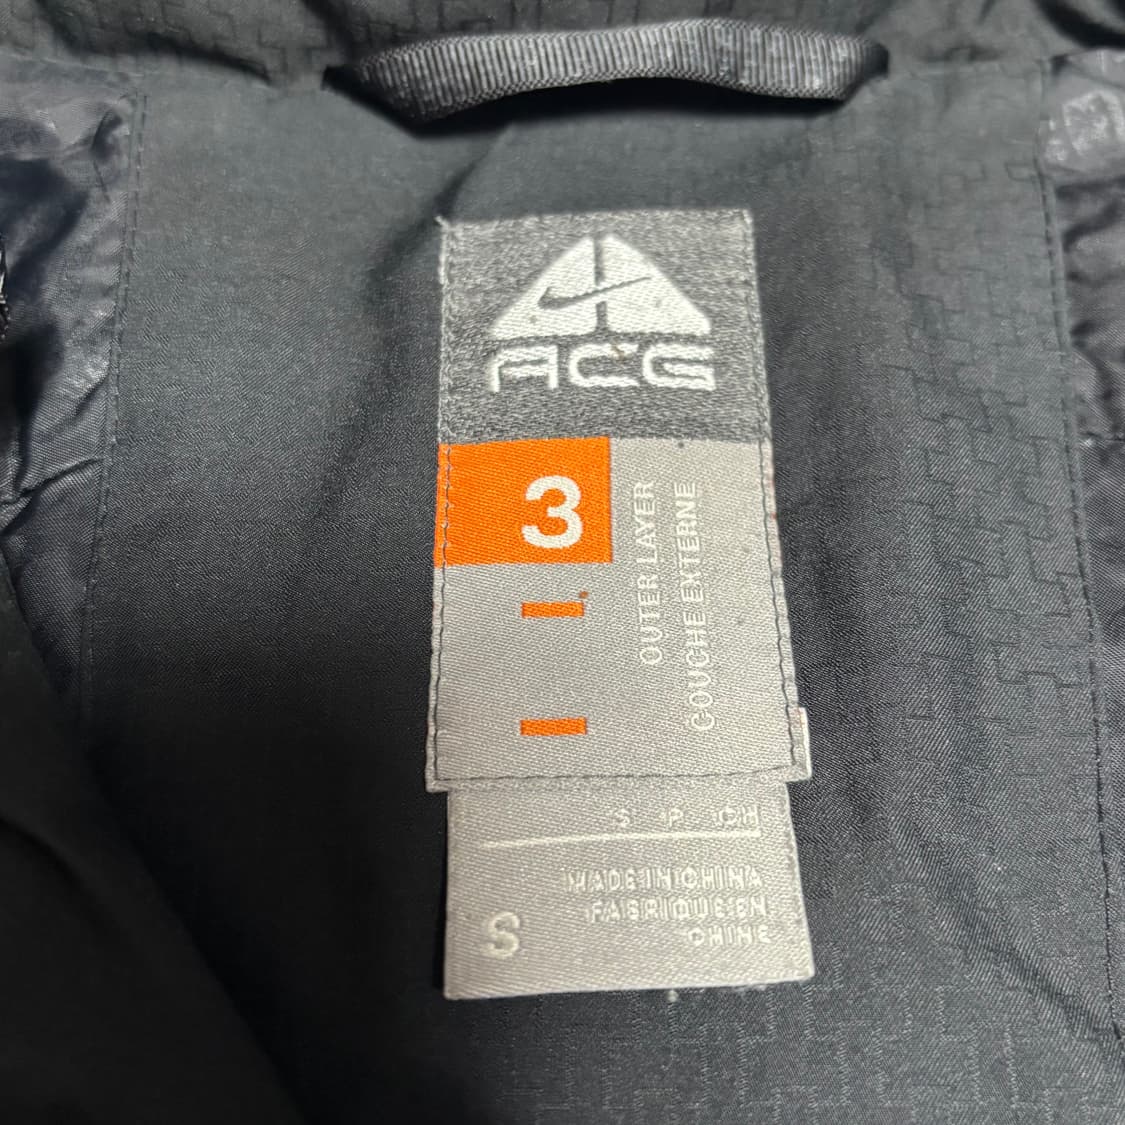 ACG
3
OUTER LAYER
COUCHE EXTERNE
S P CH
MADE IN CHINA
FABRIQUE EN
CHINE
S